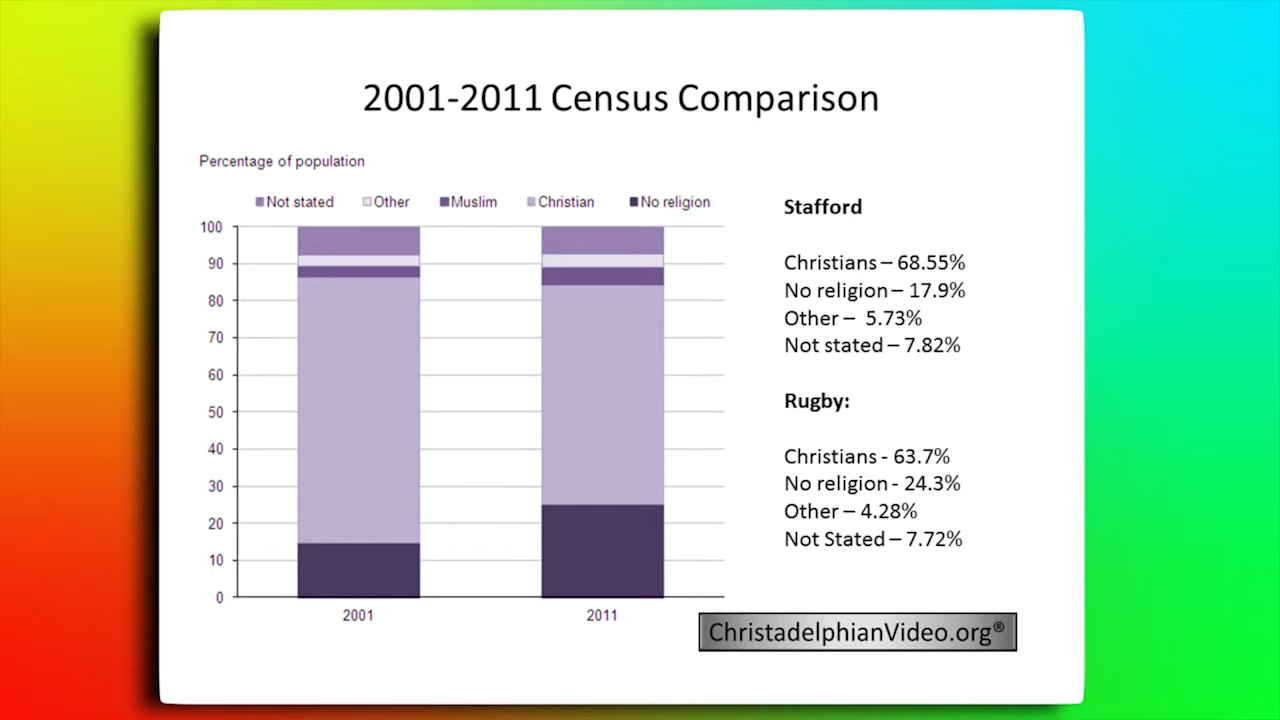 2001-2011 Census Comparison
Percentage of population
Not stated Other Muslim Christian No religion
100
90
80
70
60
50
40
30
20
10
0
2001 2011
Stafford
Christians – 68.55%
No religion – 17.9%
Other – 5.73%
Not stated – 7.82%
Rugby:
Christians - 63.7%
No religion - 24.3%
Other – 4.28%
Not Stated – 7.72%
ChristadelphianVideo.org®